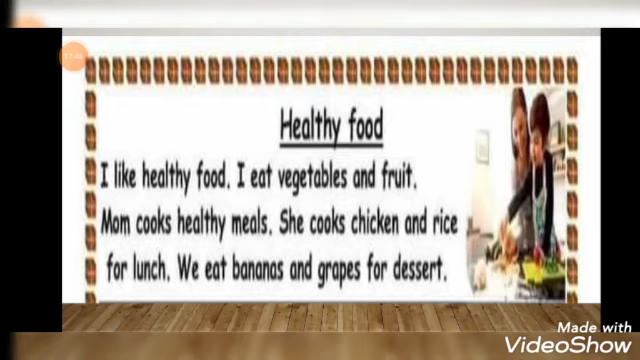 Healthy food
I like healthy food. I eat vegetables and fruit.
Mom cooks healthy meals. She cooks chicken and rice
for lunch. We eat bananas and grapes for dessert.
Made with
VideoShow